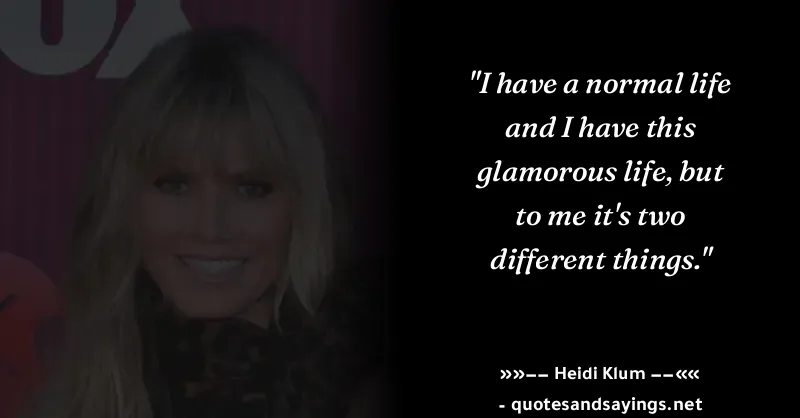 OX
"I have a normal life
and I have this
glamorous life, but
to me it's two
different things."
»»–– Heidi Klum ––««
- quotesandsayings.net